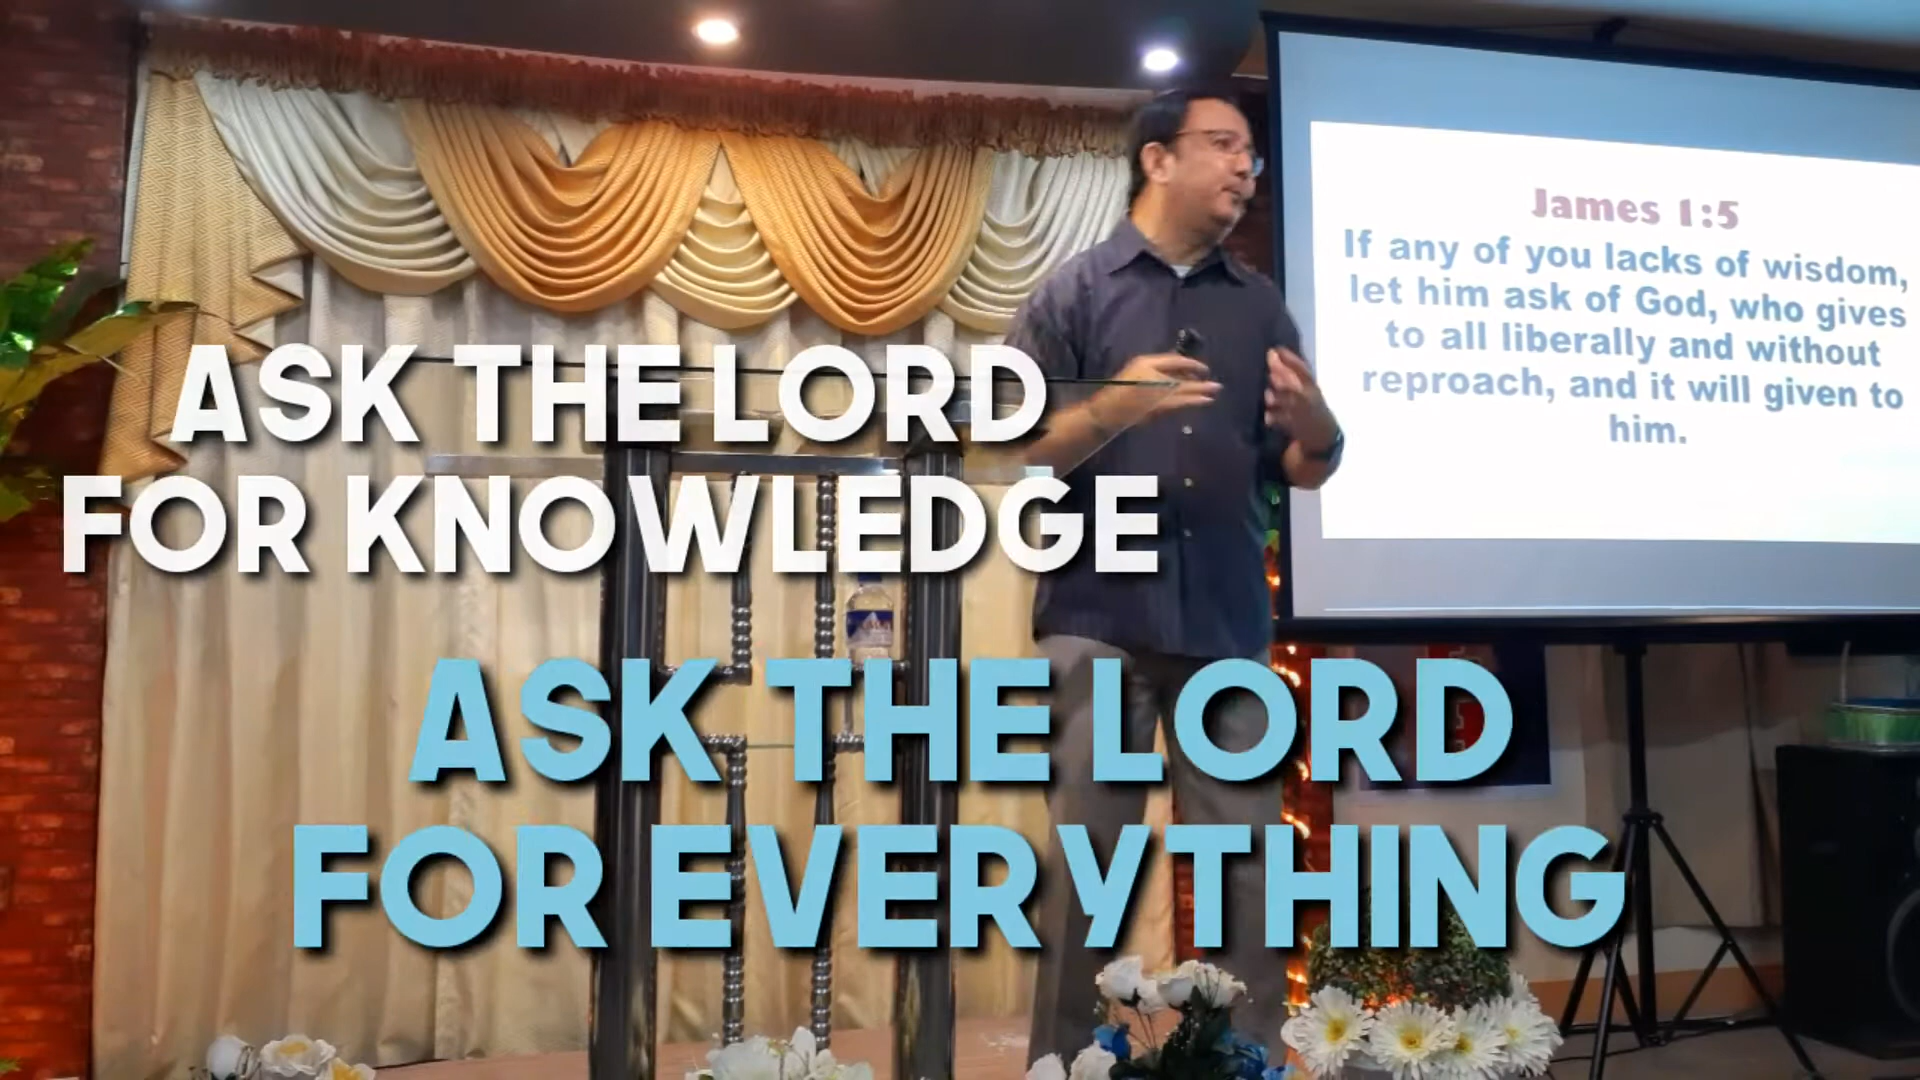 James 1:5
If any of you lacks of wisdom,
let him ask of God, who gives
to all liberally and without
reproach, and it will given to
him.
ASK THE LORD
FOR KNOWLEDGE
ASK THE LORD
FOR EVERYTHING